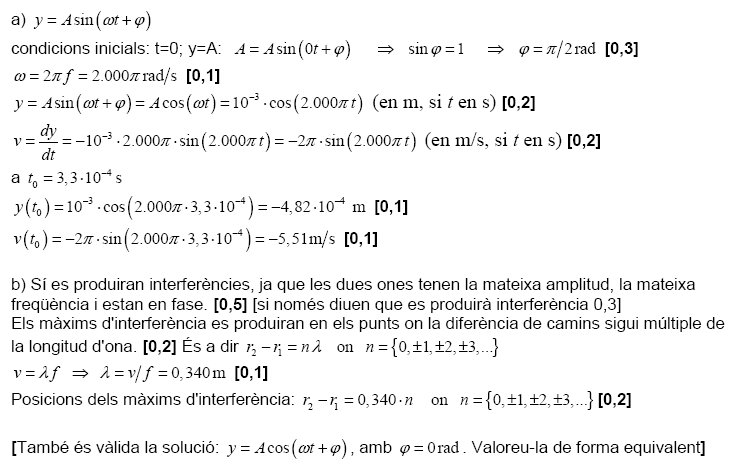 a) y = A sin(ωt + φ)
condicions inicials: t=0; y=A: A = A sin(0t + φ) ⇒ sin φ = 1 ⇒ φ = π/2 rad [0,3]
ω = 2π f = 2.000π rad/s [0,1]
y = A sin(ωt + φ) = A cos(ωt) = 10⁻³ · cos(2.000π t) (en m, si t en s) [0,2]
v = dy/dt = −10⁻³ · 2.000π · sin(2.000π t) = −2π · sin(2.000π t) (en m/s, si t en s) [0,2]
a t₀ = 3,3·10⁻⁴ s
y(t₀) = 10⁻³ · cos(2.000π · 3,3·10⁻⁴) = −4,82·10⁻⁴ m [0,1]
v(t₀) = −2π · sin(2.000π · 3,3·10⁻⁴) = −5,51m/s [0,1]
b) Sí es produiran interferències, ja que les dues ones tenen la mateixa amplitud, la mateixa
freqüència i estan en fase. [0,5] [si només diuen que es produirà interferència 0,3]
Els màxims d'interferència es produiran en els punts on la diferència de camins sigui múltiple de
la longitud d'ona. [0,2] És a dir r₂ − r₁ = nλ on n = {0,±1,±2,±3,...}
v = λ f ⇒ λ = v/f = 0,340 m [0,1]
Posicions dels màxims d'interferència: r₂ − r₁ = 0,340·n on n = {0,±1,±2,±3,...} [0,2]
[També és vàlida la solució: y = A cos(ωt + φ), amb φ = 0 rad. Valoreu-la de forma equivalent]